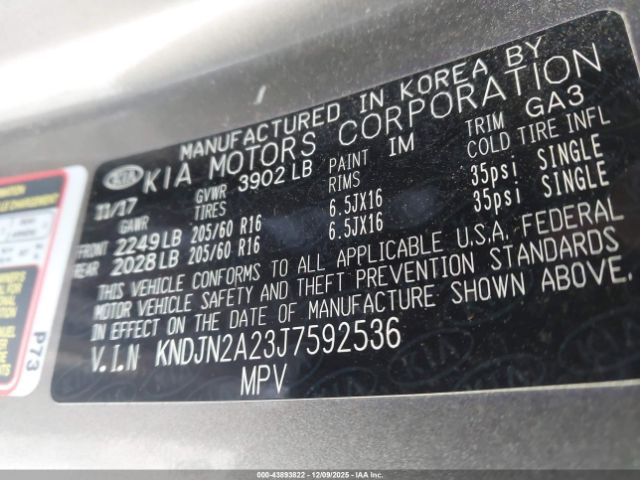 MANUFACTURED IN KOREA BY
KIA KIA MOTORS CORPORATION
11/17 GVWR 3902 LB PAINT IM TRIM GA3
GAWR TIRES RIMS COLD TIRE INFL
FRONT 2249 LB 205/60 R16 6.5JX16 35psi SINGLE
REAR 2028 LB 205/60 R16 6.5JX16 35psi SINGLE
THIS VEHICLE CONFORMS TO ALL APPLICABLE U.S.A. FEDERAL
MOTOR VEHICLE SAFETY AND THEFT PREVENTION STANDARDS
IN EFFECT ON THE DATE OF MANUFACTURE SHOWN ABOVE.
V.I.N KNDJN2A23J7592536
MPV
P73
00-43893822 - 12/09/2025 - IAA Inc.